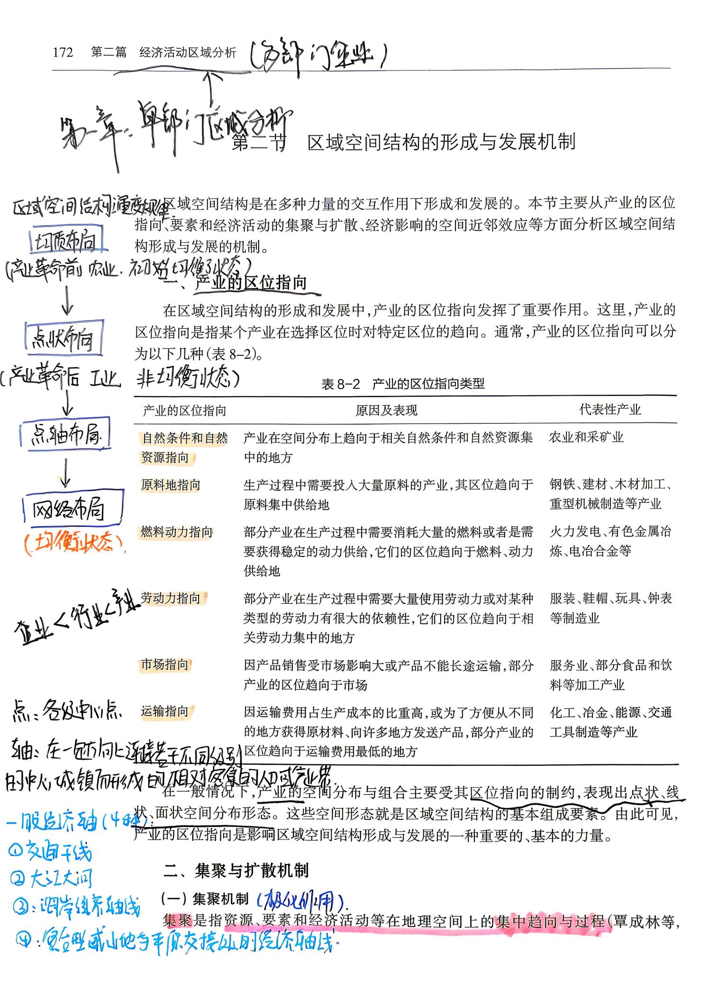 172 第二篇 经济活动区域分析 (各部门企业)
第一章:单部门区域分析
第二节 区域空间结构的形成与发展机制
区域空间结构演变规律.
区域空间结构是在多种力量的交互作用下形成和发展的。本节主要从产业的区位
指向、要素和经济活动的集聚与扩散、经济影响的空间近邻效应等方面分析区域空间结
构形成与发展的机制。
均质布局
(产业革命前 农业. 初始均衡状态)
一、产业的区位指向
在区域空间结构的形成和发展中,产业的区位指向发挥了重要作用。这里,产业的
区位指向是指某个产业在选择区位时对特定区位的趋向。通常,产业的区位指向可以分
为以下几种(表 8-2)。
点状布局
(产业革命后 工业 非均衡状态)
点轴布局
网络布局
(均衡状态)
表 8-2 产业的区位指向类型
产业的区位指向 原因及表现 代表性产业
自然条件和自然 产业在空间分布上趋向于相关自然条件和自然资源集 农业和采矿业
资源指向 中的地方
原料地指向 生产过程中需要投入大量原料的产业,其区位趋向于 钢铁、建材、木材加工、
原料集中供给地 重型机械制造等产业
燃料动力指向 部分产业在生产过程中需要消耗大量的燃料或者是需 火力发电、有色金属冶
要获得稳定的动力供给,它们的区位趋向于燃料、动力 炼、电冶合金等
供给地
企业<行业<产业
劳动力指向 部分产业在生产过程中需要大量使用劳动力或对某种 服装、鞋帽、玩具、钟表
类型的劳动力有很大的依赖性,它们的区位趋向于相 等制造业
关劳动力集中的地方
市场指向 因产品销售受市场影响大或产品不能长途运输,部分 服务业、部分食品和饮
产业的区位趋向于市场 料等加工产业
运输指向 因运输费用占生产成本的比重高,或为了方便从不同 化工、冶金、能源、交通
的地方获得原材料、向许多地方发送产品,部分产业的 工具制造等产业
区位趋向于运输费用最低的地方
点:各级中心点
轴:在一定方向上连接若干不同级别
的中心城镇而形成的相对密集的人口或产业带.
在一般情况下,产业的空间分布与组合主要受其区位指向的制约,表现出点状、线
状、面状空间分布形态。这些空间形态就是区域空间结构的基本组成要素。由此可见,
产业的区位指向是影响区域空间结构形成与发展的一种重要的、基本的力量。
一般经济轴(4种):
①交通干线
②大江大河
③:沿岸经济轴线
④:复合型或山地与平原交接处的经济轴线.
二、集聚与扩散机制
(一)集聚机制 (极化作用).
集聚是指资源、要素和经济活动等在地理空间上的集中趋向与过程(覃成林等,